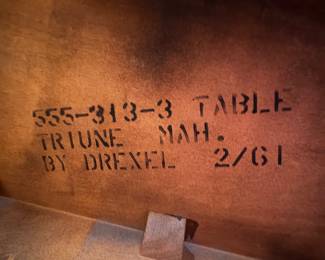 555-313-3 TABLE
TRIUNE MAH.
BY DREXEL 2/61